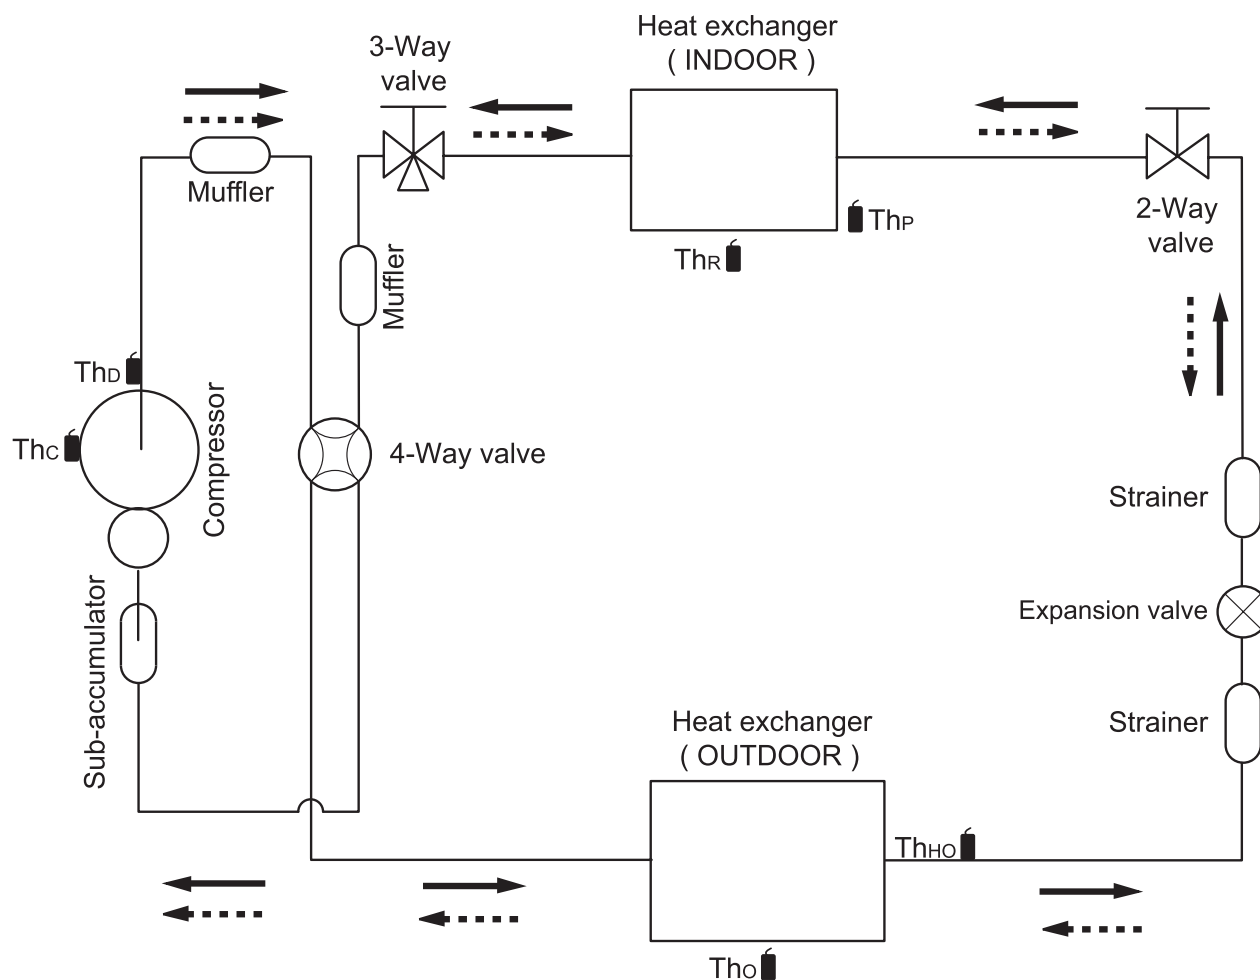 Heat exchanger
( INDOOR )
3-Way
valve
Muffler
2-Way
valve
ThP
ThR
Muffler
ThD
ThC
Compressor
4-Way valve
Strainer
Expansion valve
Sub-accumulator
Strainer
Heat exchanger
( OUTDOOR )
ThHO
ThO